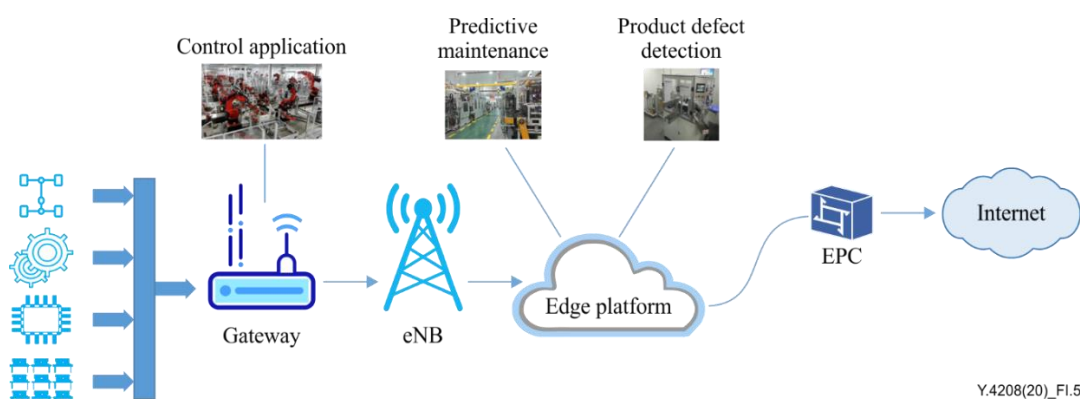 Control application
Predictive
maintenance
Product defect
detection
Gateway
eNB
Edge platform
EPC
Internet
Y.4208(20)_FI.5